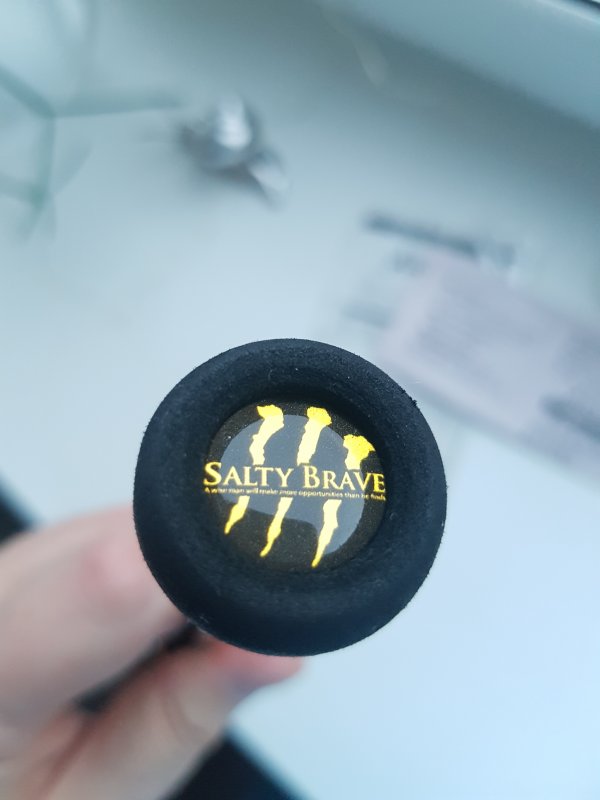 SALTY BRAVE
A wise man will make more opportunities than he finds